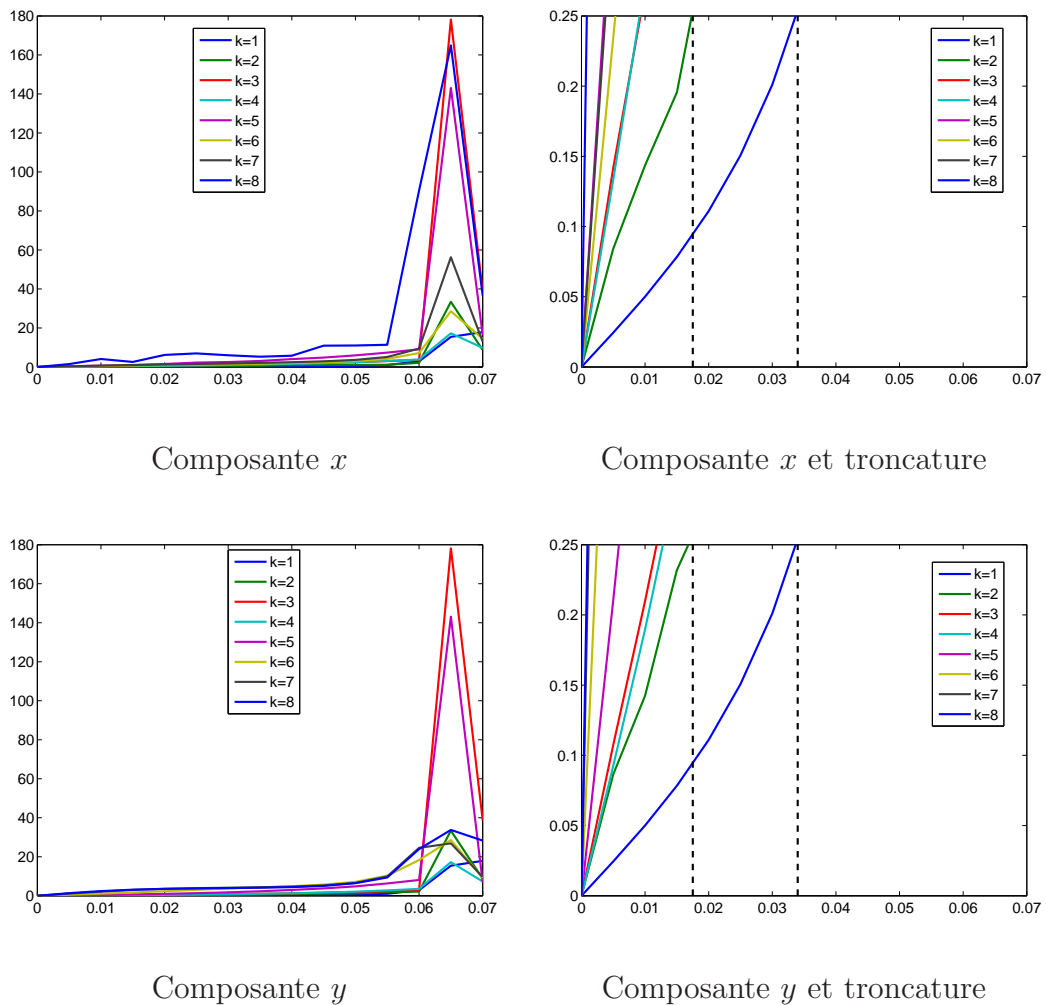 180
160
140
120
100
80
60
40
20
0
k=1
k=2
k=3
k=4
k=5
k=6
k=7
k=8
0 0.01 0.02 0.03 0.04 0.05 0.06 0.07
Composante x
0.25
0.2
0.15
0.1
0.05
0
k=1
k=2
k=3
k=4
k=5
k=6
k=7
k=8
0 0.01 0.02 0.03 0.04 0.05 0.06 0.07
Composante x et troncature
180
160
140
120
100
80
60
40
20
0
k=1
k=2
k=3
k=4
k=5
k=6
k=7
k=8
0 0.01 0.02 0.03 0.04 0.05 0.06 0.07
Composante y
0.25
0.2
0.15
0.1
0.05
0
k=1
k=2
k=3
k=4
k=5
k=6
k=7
k=8
0 0.01 0.02 0.03 0.04 0.05 0.06 0.07
Composante y et troncature